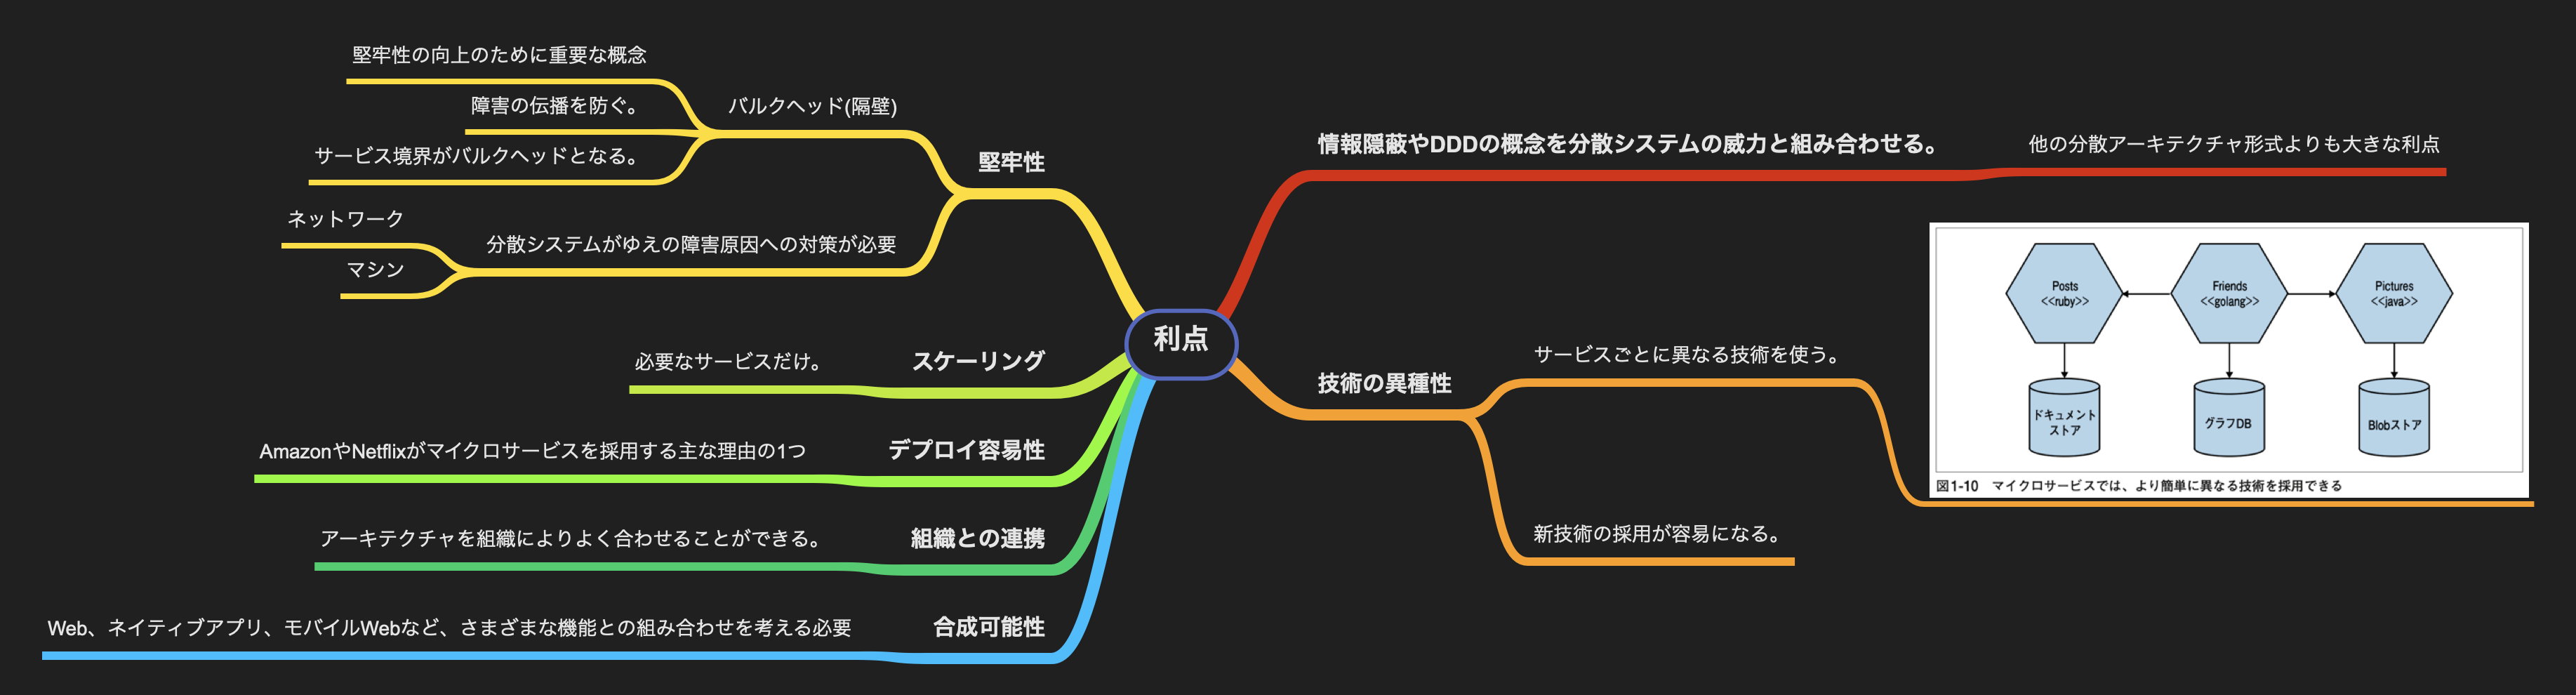 利点
情報隠蔽やDDDの概念を分散システムの威力と組み合わせる。
他の分散アーキテクチャ形式よりも大きな利点
技術の異種性
サービスごとに異なる技術を使う。
Posts
<<ruby>>
Friends
<<golang>>
Pictures
<<java>>
ドキュメント
ストア
グラフDB
Blobストア
図1-10 マイクロサービスでは、より簡単に異なる技術を採用できる
新技術の採用が容易になる。
堅牢性
バルクヘッド(隔壁)
堅牢性の向上のために重要な概念
障害の伝播を防ぐ。
サービス境界がバルクヘッドとなる。
分散システムがゆえの障害原因への対策が必要
ネットワーク
マシン
スケーリング
必要なサービスだけ。
デプロイ容易性
AmazonやNetflixがマイクロサービスを採用する主な理由の1つ
組織との連携
アーキテクチャを組織によりよく合わせることができる。
合成可能性
Web、ネイティブアプリ、モバイルWebなど、さまざまな機能との組み合わせを考える必要